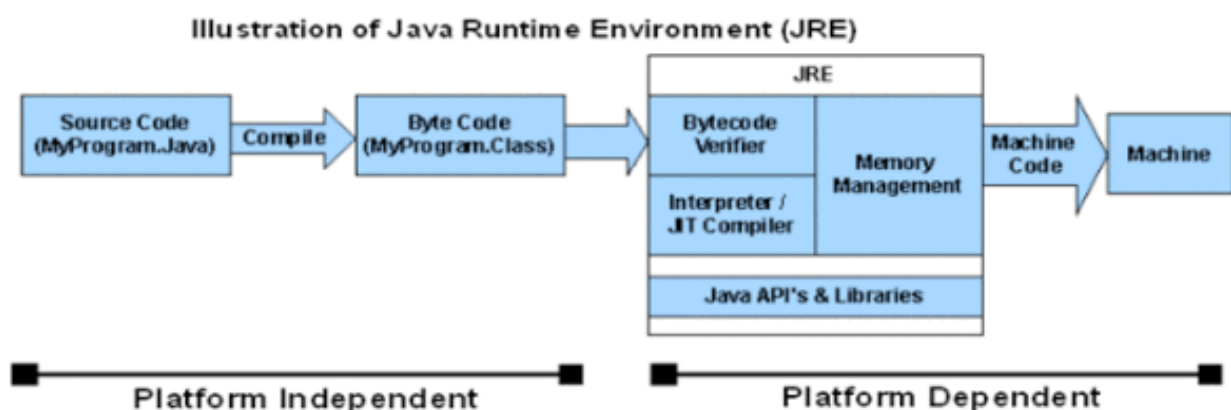 Illustration of Java Runtime Environment (JRE)
JRE
Source Code
(MyProgram.Java)
Compile
Byte Code
(MyProgram.Class)
Bytecode
Verifier
Interpreter /
JIT Compiler
Memory
Management
Machine
Code
Machine
Java API's & Libraries
Platform Independent
Platform Dependent